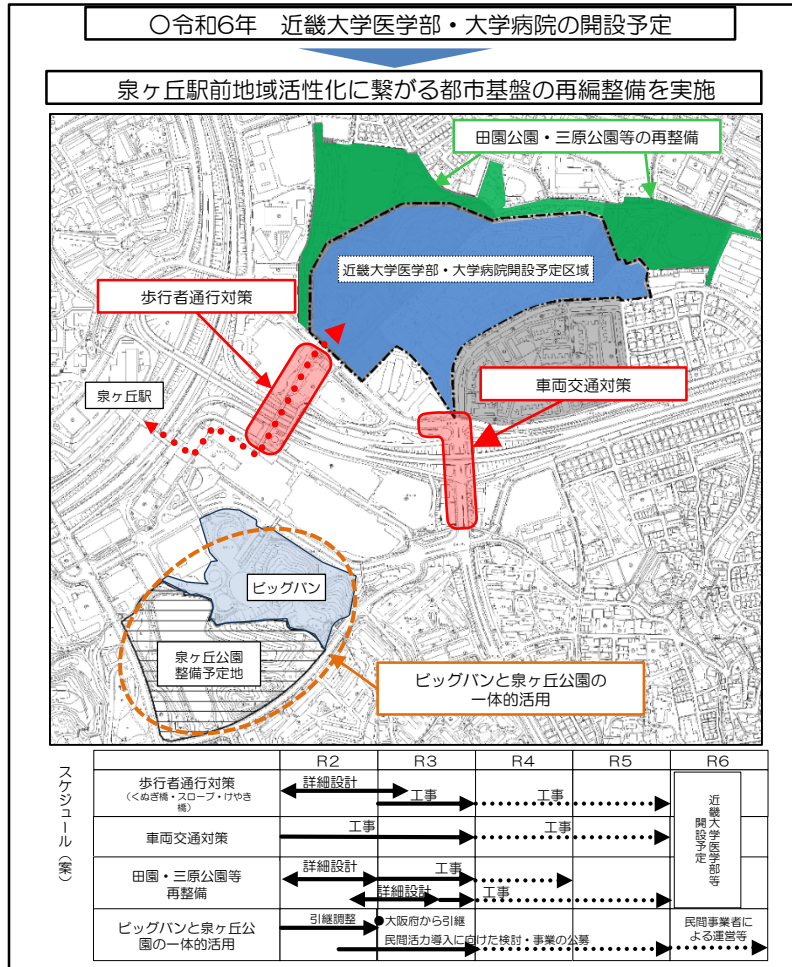 〇令和6年　近畿大学医学部・大学病院の開設予定
泉ヶ丘駅前地域活性化に繋がる都市基盤の再編整備を実施
田園公園・三原公園等の再整備
近畿大学医学部・大学病院開設予定区域
歩行者通行対策
車両交通対策
泉ヶ丘駅
ビッグバン
泉ヶ丘公園
整備予定地
ビッグバンと泉ヶ丘公園の
一体的活用
スケジュール（案）
R2 R3 R4 R5 R6
歩行者通行対策
（くぬぎ橋・スロープ・けやき
橋）
詳細設計
工事
工事
車両交通対策
工事
工事
田園・三原公園等
再整備
詳細設計
工事
詳細設計
工事
ビッグバンと泉ヶ丘公
園の一体的活用
引継調整
大阪府から引継
民間活力導入に向けた検討・事業の公募
民間事業者
による運営等
近畿大学医学部等
開設予定